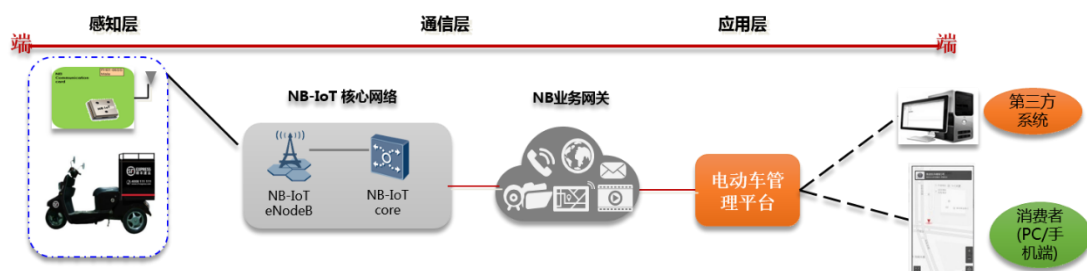 感知层
通信层
应用层
端
端
NB-IoT 核心网络
NB业务网关
NB-IoT
eNodeB
NB-IoT
core
电动车管
理平台
第三方
系统
消费者
(PC/手
机端)